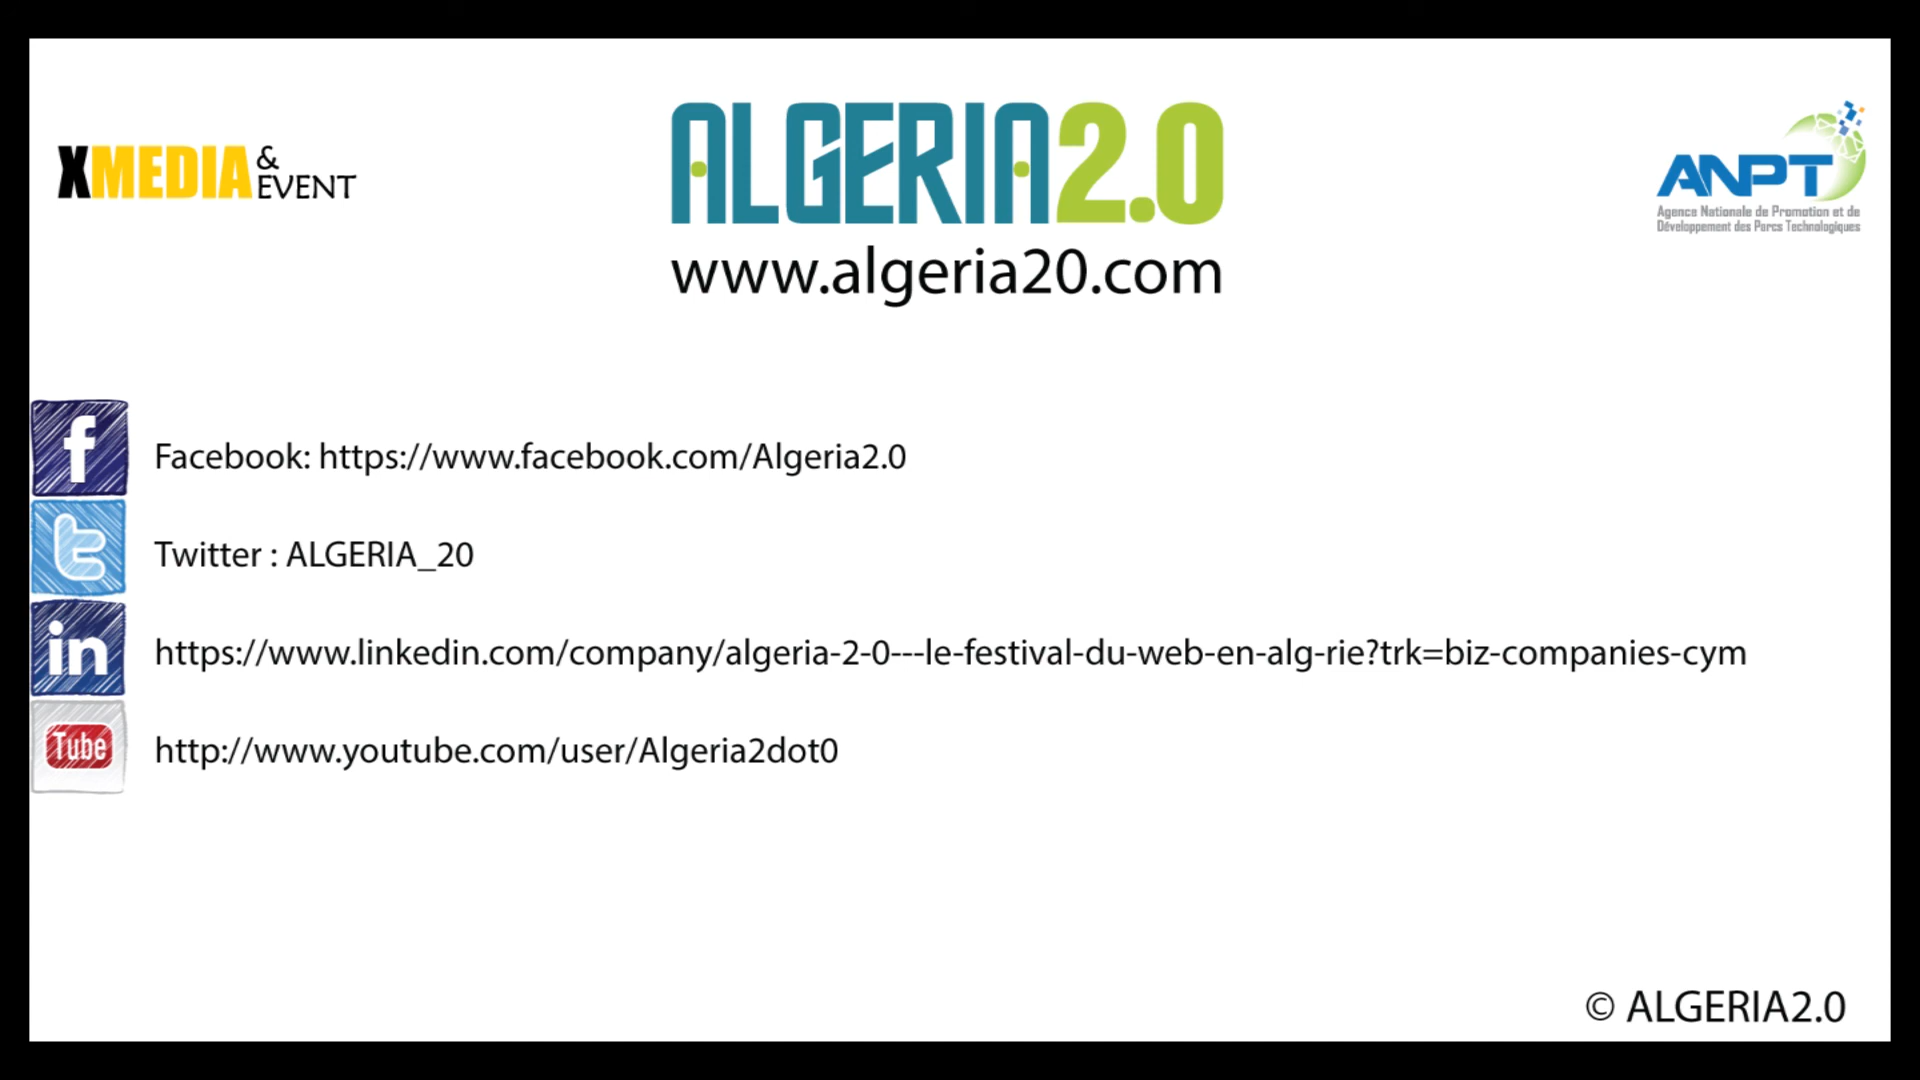 XMEDIA & EVENT
ALGERIA2.0
www.algeria20.com
ANPT
Agence Nationale de Promotion et de
Développement des Parcs Technologiques
f
Facebook: https://www.facebook.com/Algeria2.0
t
Twitter : ALGERIA_20
in
https://www.linkedin.com/company/algeria-2-0---le-festival-du-web-en-alg-rie?trk=biz-companies-cym
Tube
http://www.youtube.com/user/Algeria2dot0
© ALGERIA2.0